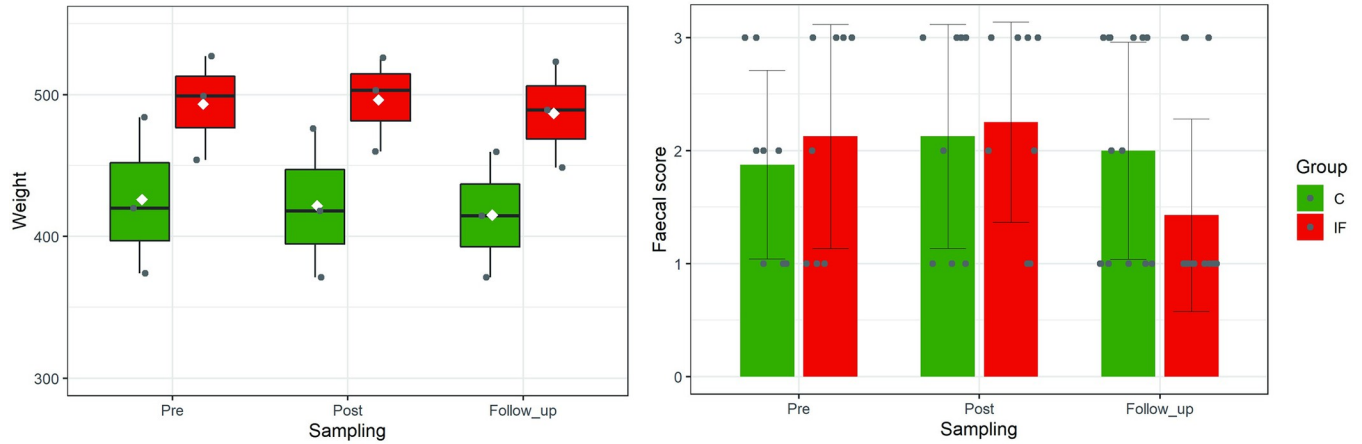 Weight
500
400
300
Pre
Post
Follow_up
Sampling
Faecal score
3
2
1
0
Pre
Post
Follow_up
Sampling
Group
C
IF